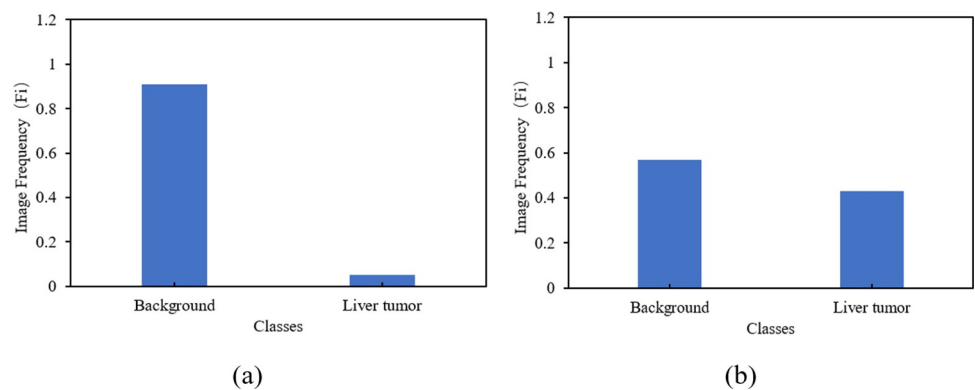 1.2
1
0.8
0.6
0.4
0.2
0
Image Frequency (Fi)
Background
Liver tumor
Classes
(a)
1.2
1
0.8
0.6
0.4
0.2
0
Image Frequency (Fi)
Background
Liver tumor
Classes
(b)